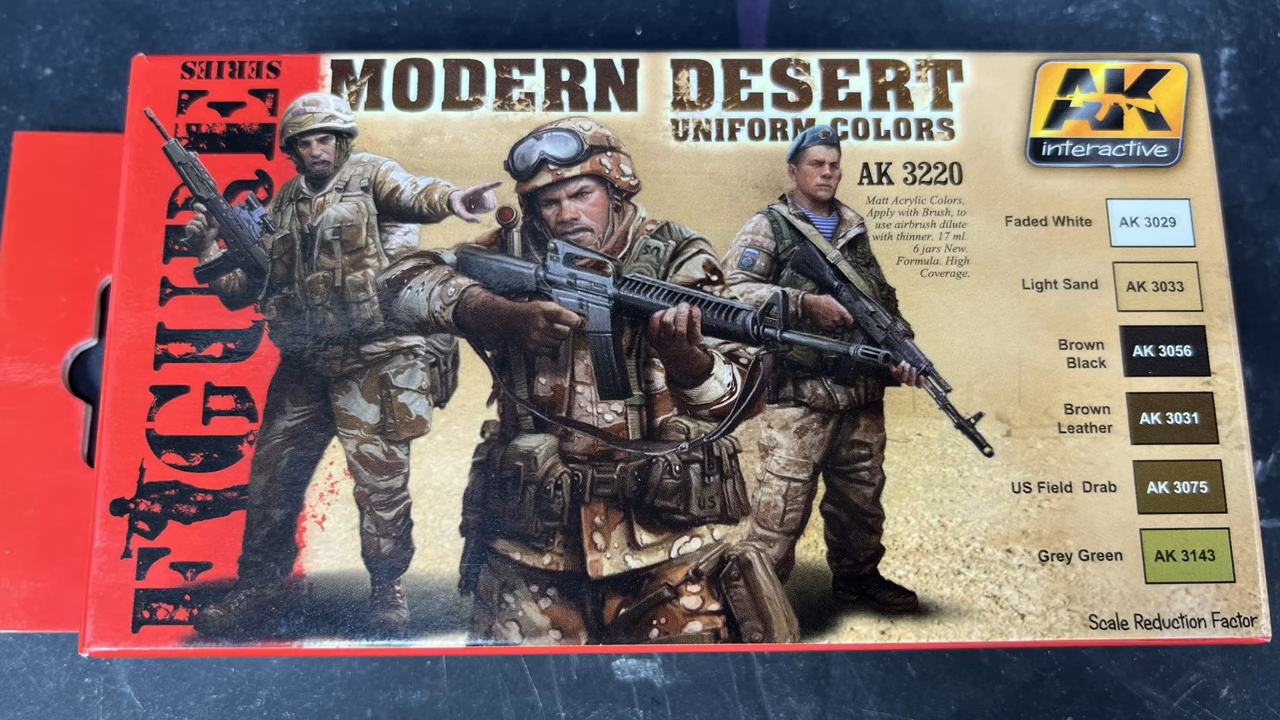 FIGURE
SERIES
MODERN DESERT
UNIFORM COLORS
AK 3220
Matt Acrylic Colors,
Apply with Brush, to
use airbrush dilute
with thinner. 17 ml.
6 jars New.
Formula. High
Coverage.
AK
interactive
Faded White
AK 3029
Light Sand
AK 3033
Brown
Black
AK 3056
Brown
Leather
AK 3031
US Field Drab
AK 3075
Grey Green
AK 3143
Scale Reduction Factor
US